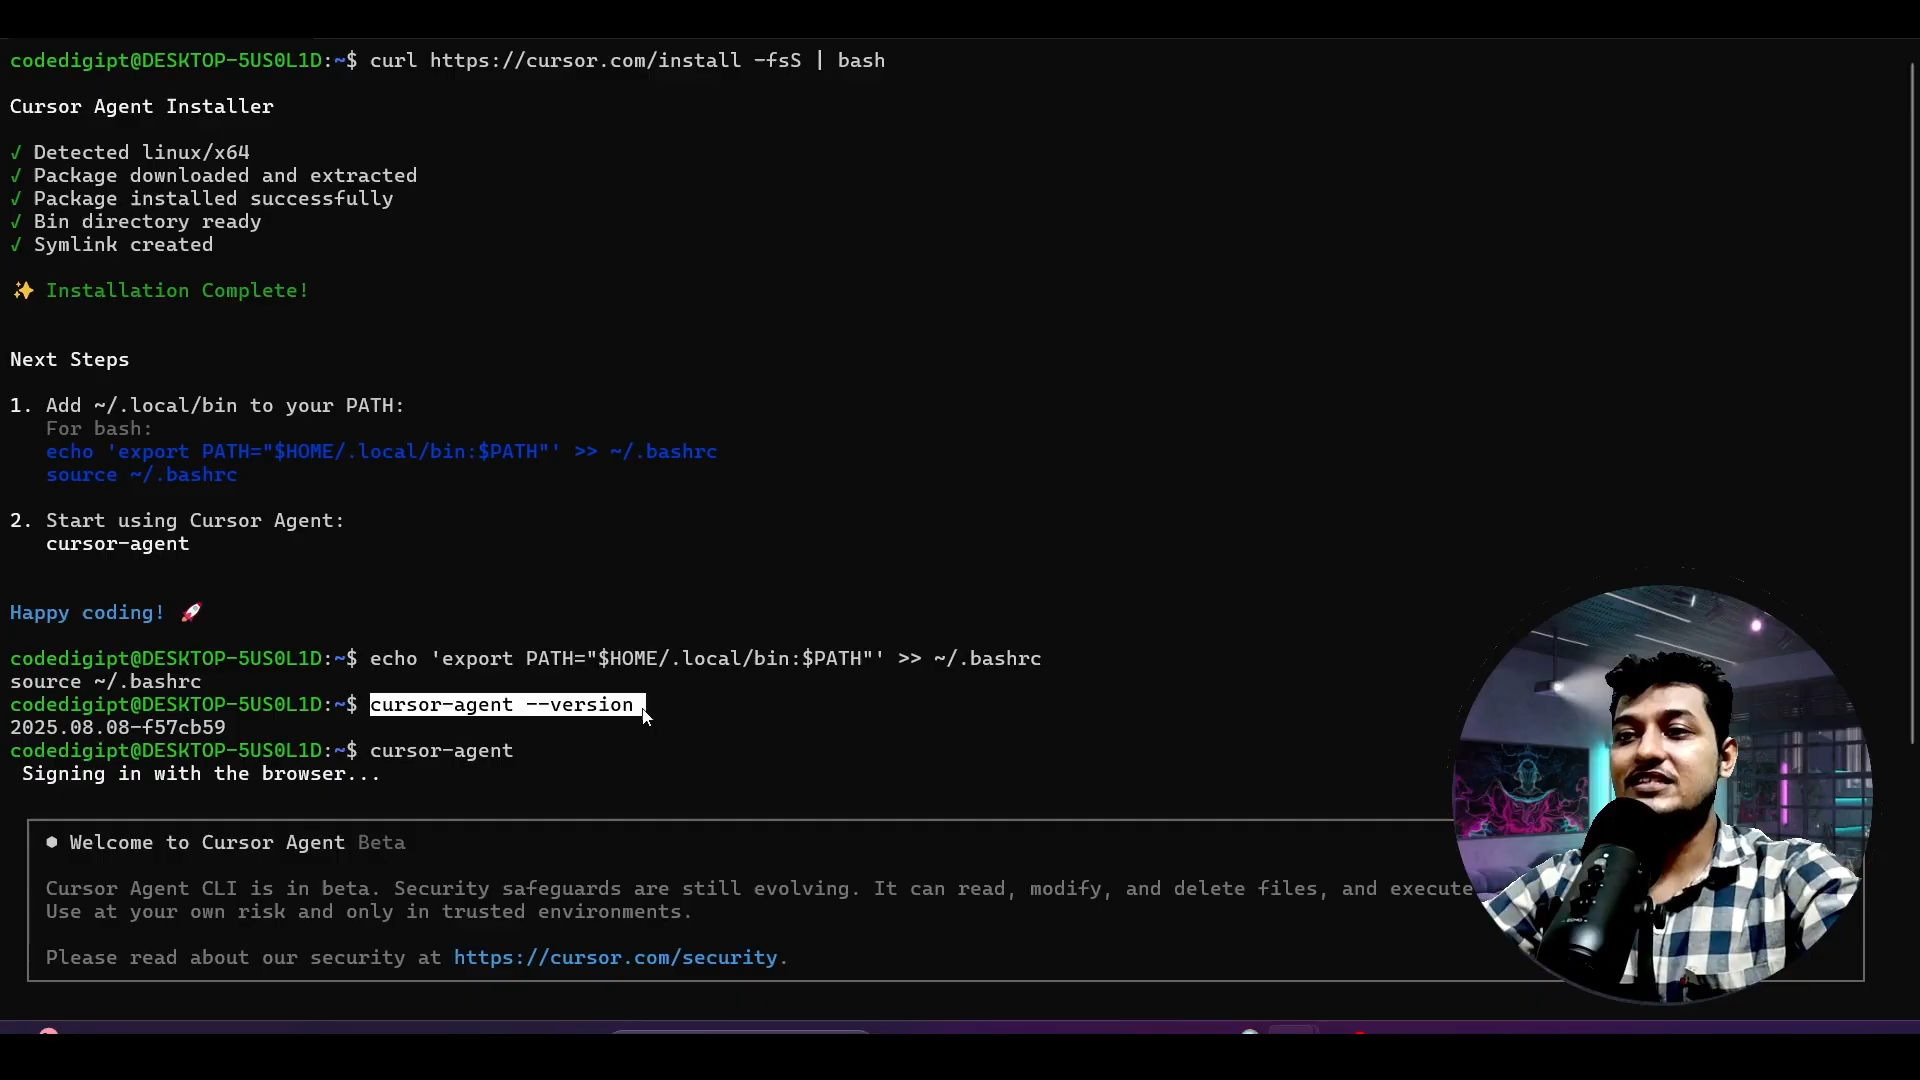 codedigipt@DESKTOP-5US0L1D:~$ curl https://cursor.com/install -fsS | bash
Cursor Agent Installer
✓ Detected linux/x64
✓ Package downloaded and extracted
✓ Package installed successfully
✓ Bin directory ready
✓ Symlink created
✨ Installation Complete!
Next Steps
1. Add ~/.local/bin to your PATH:
For bash:
echo 'export PATH="$HOME/.local/bin:$PATH"' >> ~/.bashrc
source ~/.bashrc
2. Start using Cursor Agent:
cursor-agent
Happy coding! 🚀
codedigipt@DESKTOP-5US0L1D:~$ echo 'export PATH="$HOME/.local/bin:$PATH"' >> ~/.bashrc
source ~/.bashrc
codedigipt@DESKTOP-5US0L1D:~$ cursor-agent --version
2025.08.08-f57cb59
codedigipt@DESKTOP-5US0L1D:~$ cursor-agent
Signing in with the browser...
Welcome to Cursor Agent Beta
Cursor Agent CLI is in beta. Security safeguards are still evolving. It can read, modify, and delete files, and execute
Use at your own risk and only in trusted environments.
Please read about our security at https://cursor.com/security.